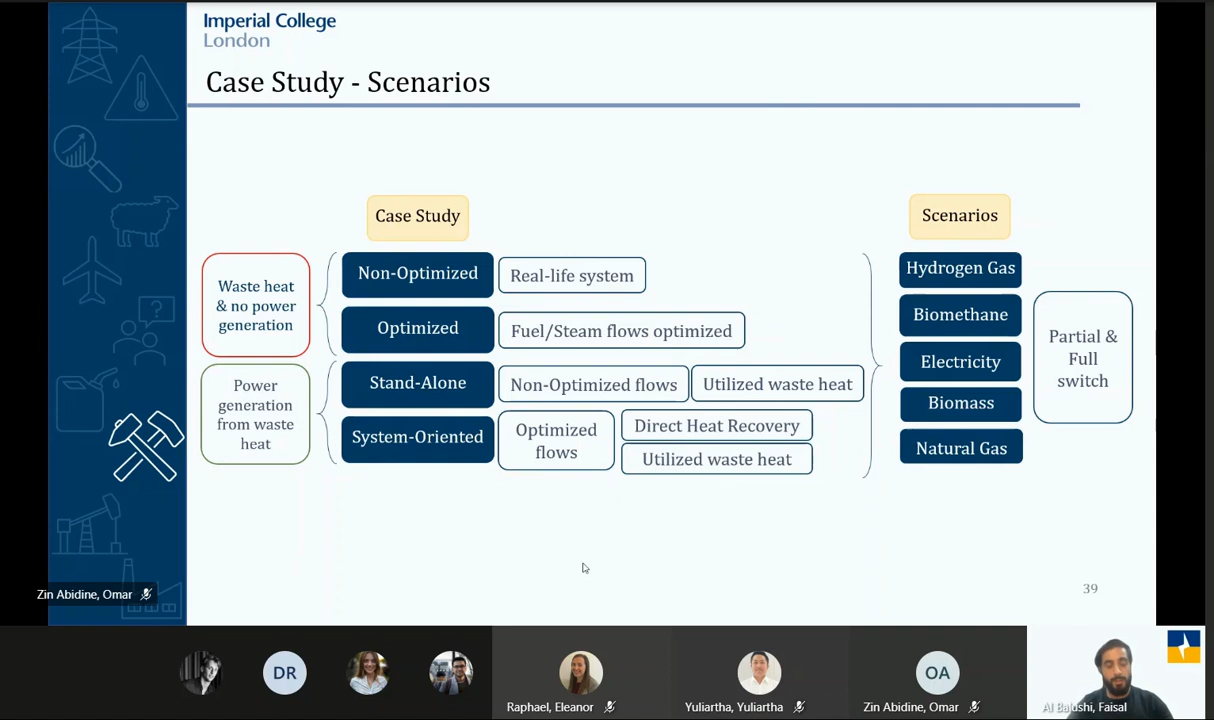 Imperial College
London
Case Study - Scenarios
Case Study
Scenarios
Waste heat
& no power
generation
Non-Optimized
Real-life system
Optimized
Fuel/Steam flows optimized
Power
generation
from waste
heat
Stand-Alone
Non-Optimized flows
Utilized waste heat
System-Oriented
Optimized
flows
Direct Heat Recovery
Utilized waste heat
Hydrogen Gas
Biomethane
Electricity
Biomass
Natural Gas
Partial &
Full
switch
39
Zin Abidine, Omar
DR
Raphael, Eleanor
Yuliartha, Yuliartha
OA
Zin Abidine, Omar
Al Balushi, Faisal